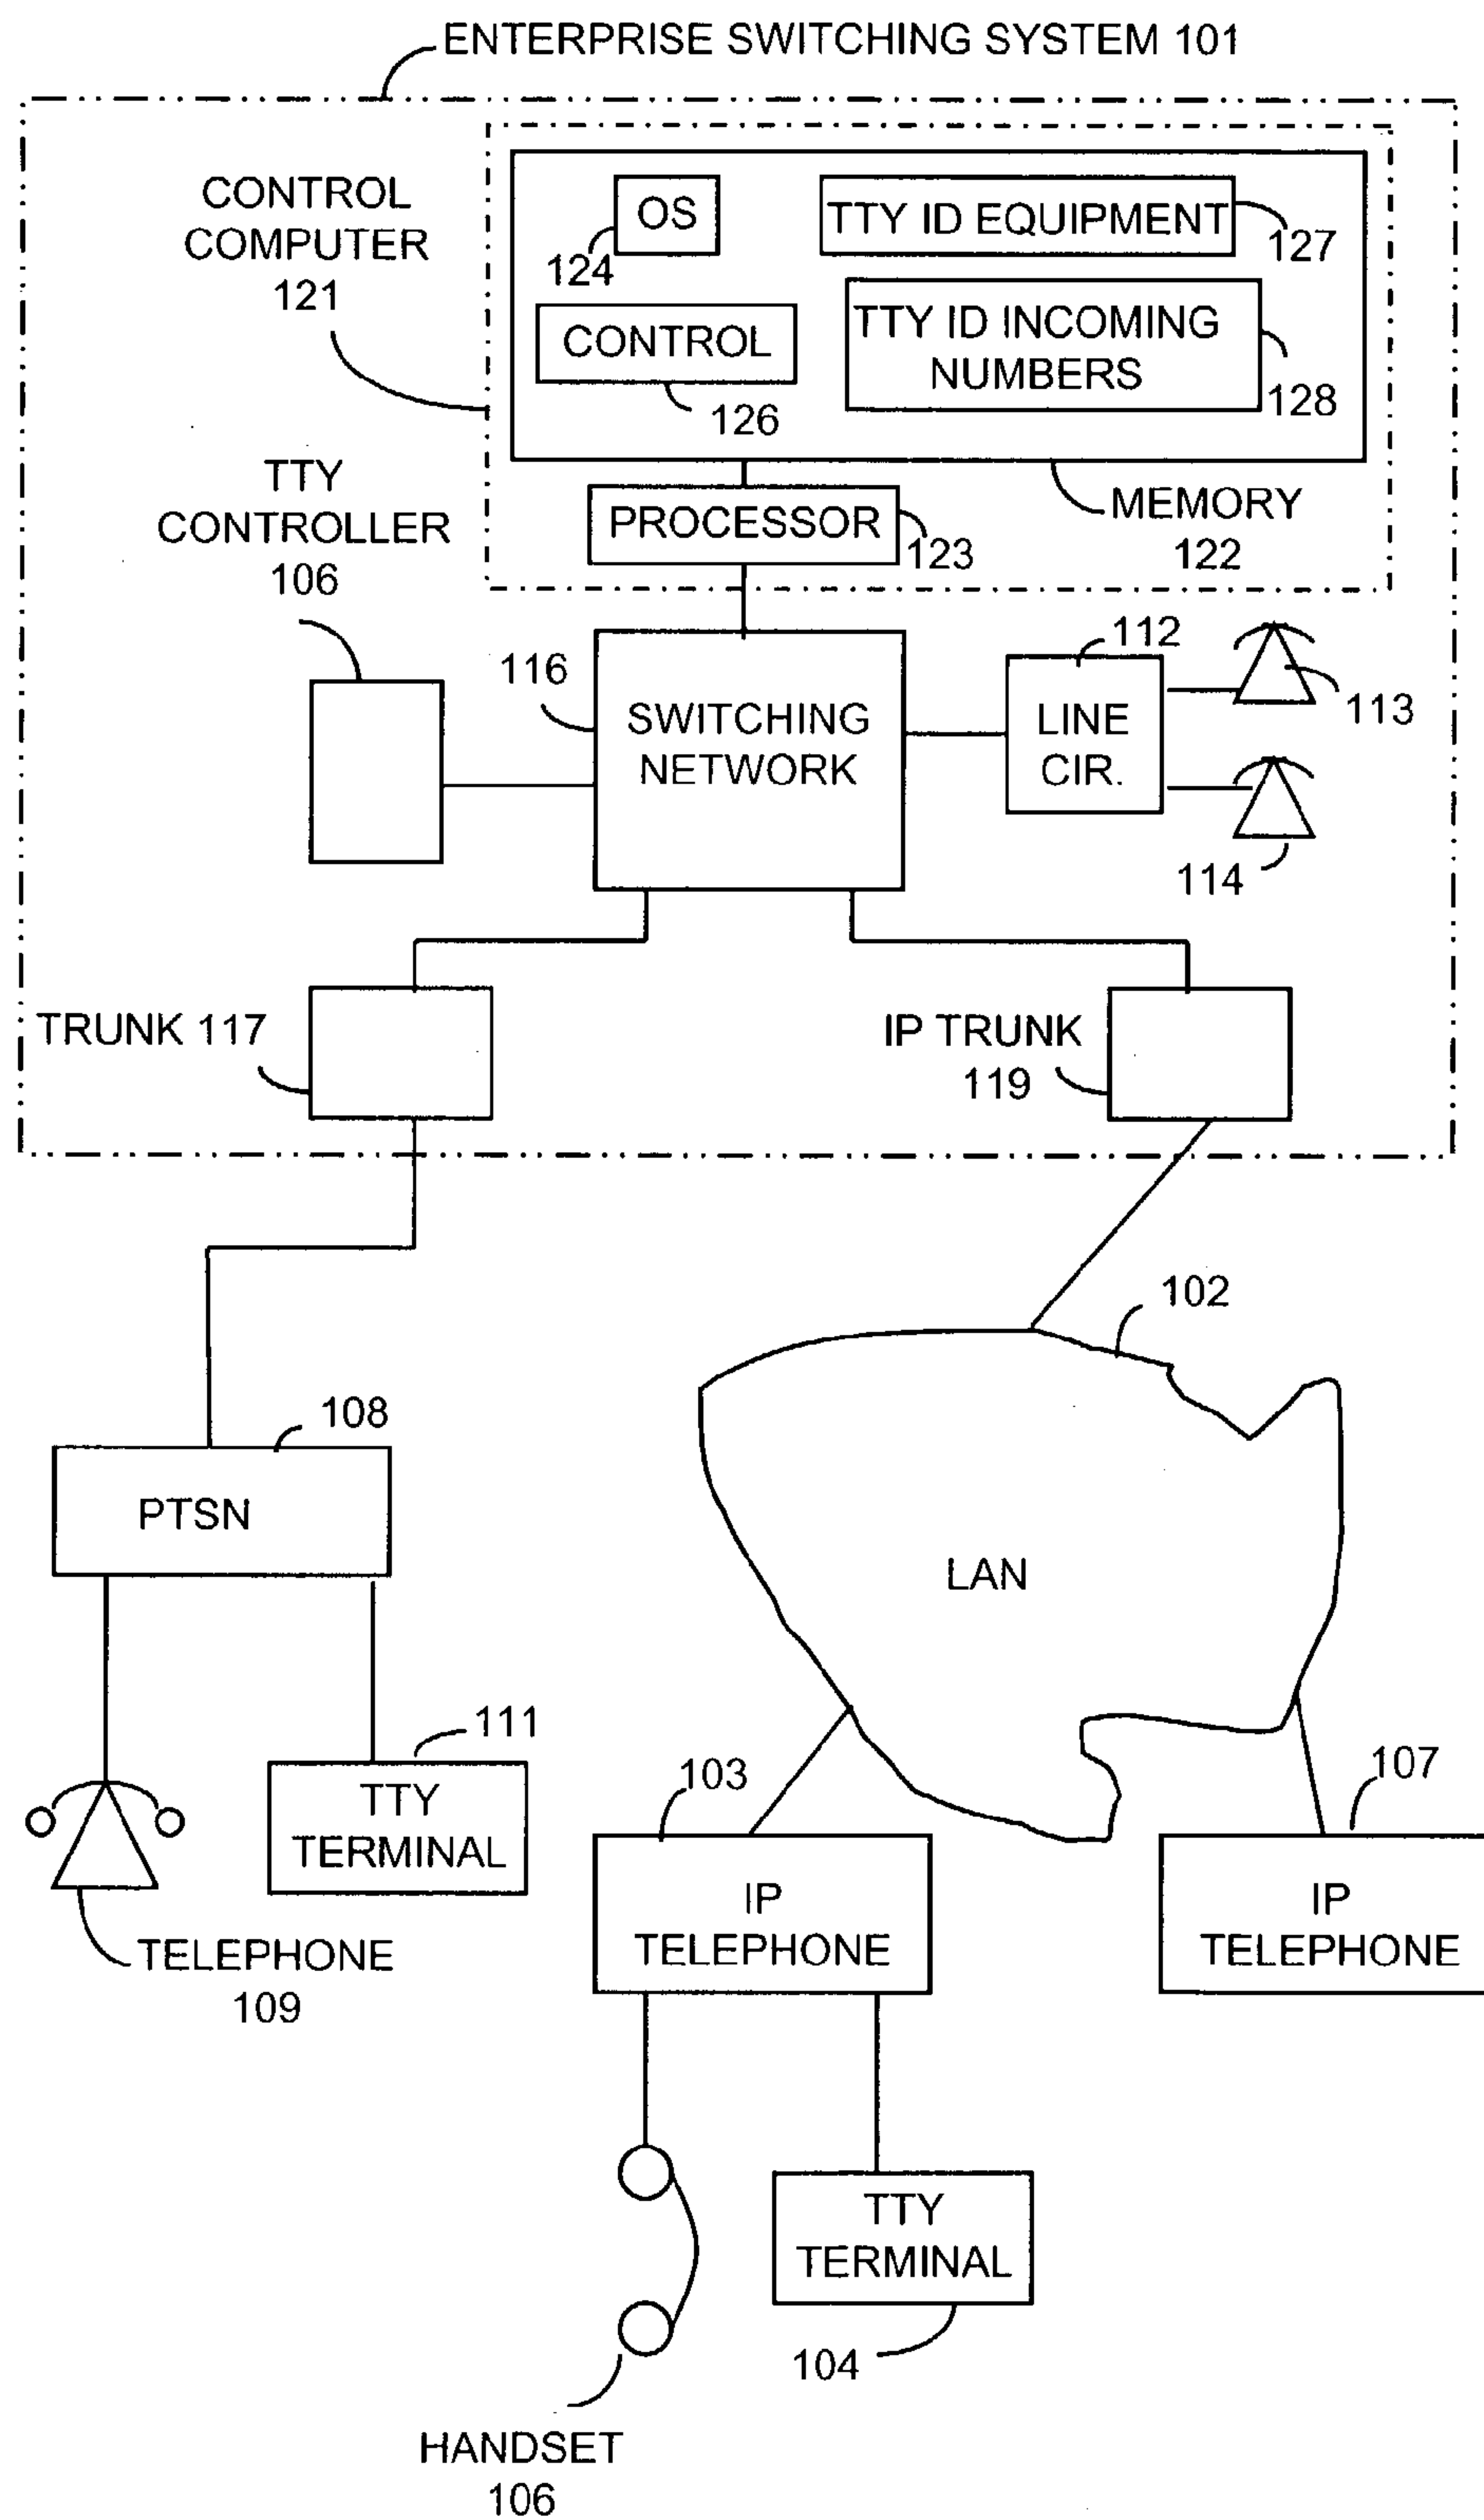 ENTERPRISE SWITCHING SYSTEM 101
CONTROL
COMPUTER
121
OS
124
TTY ID EQUIPMENT
127
CONTROL
126
TTY ID INCOMING
NUMBERS
128
MEMORY
122
PROCESSOR
123
TTY
CONTROLLER
106
116
SWITCHING
NETWORK
112
LINE
CIR.
113
114
TRUNK 117
IP TRUNK
119
102
108
PTSN
LAN
111
TTY
TERMINAL
TELEPHONE
109
103
IP
TELEPHONE
107
IP
TELEPHONE
TTY
TERMINAL
104
HANDSET
106